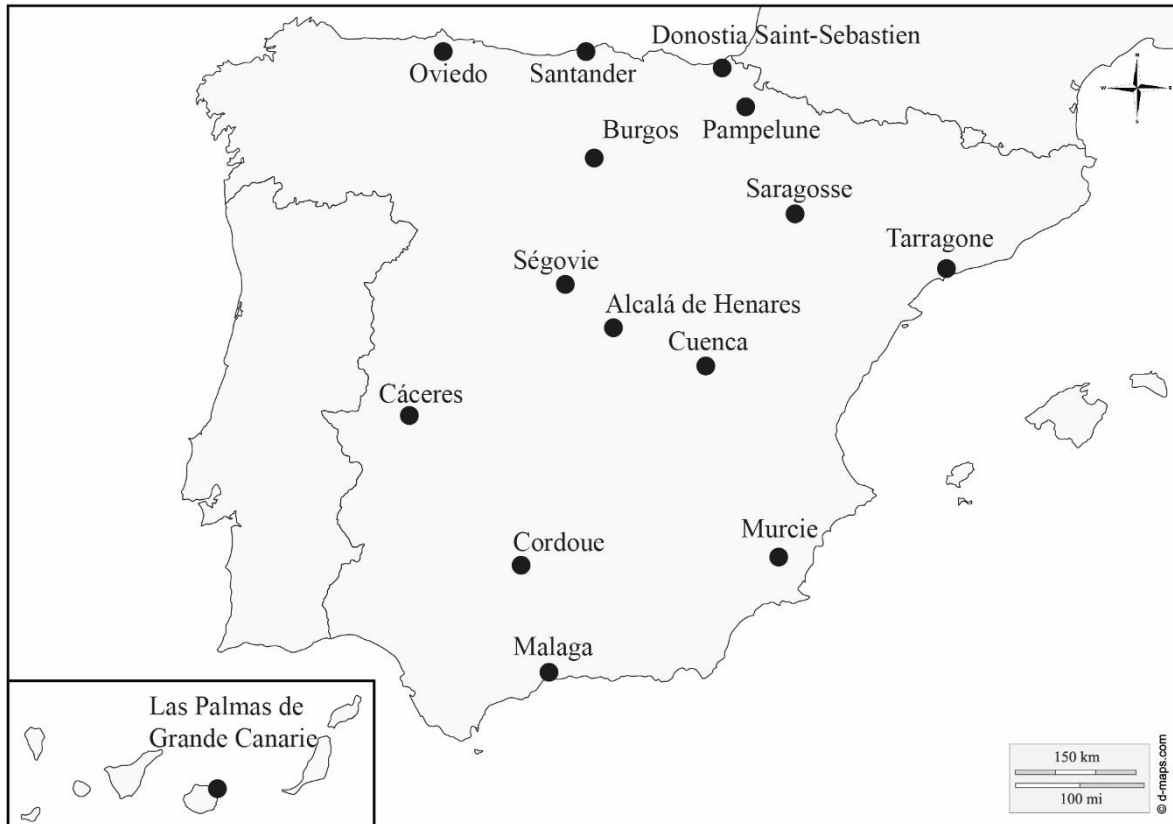 Donostia Saint-Sebastien
Oviedo
Santander
Pampelune
Burgos
Saragosse
Tarragone
Ségovie
Alcalá de Henares
Cuenca
Cáceres
Cordoue
Murcie
Malaga
Las Palmas de
Grande Canarie
N
W
E
S
150 km
100 mi
© d-maps.com